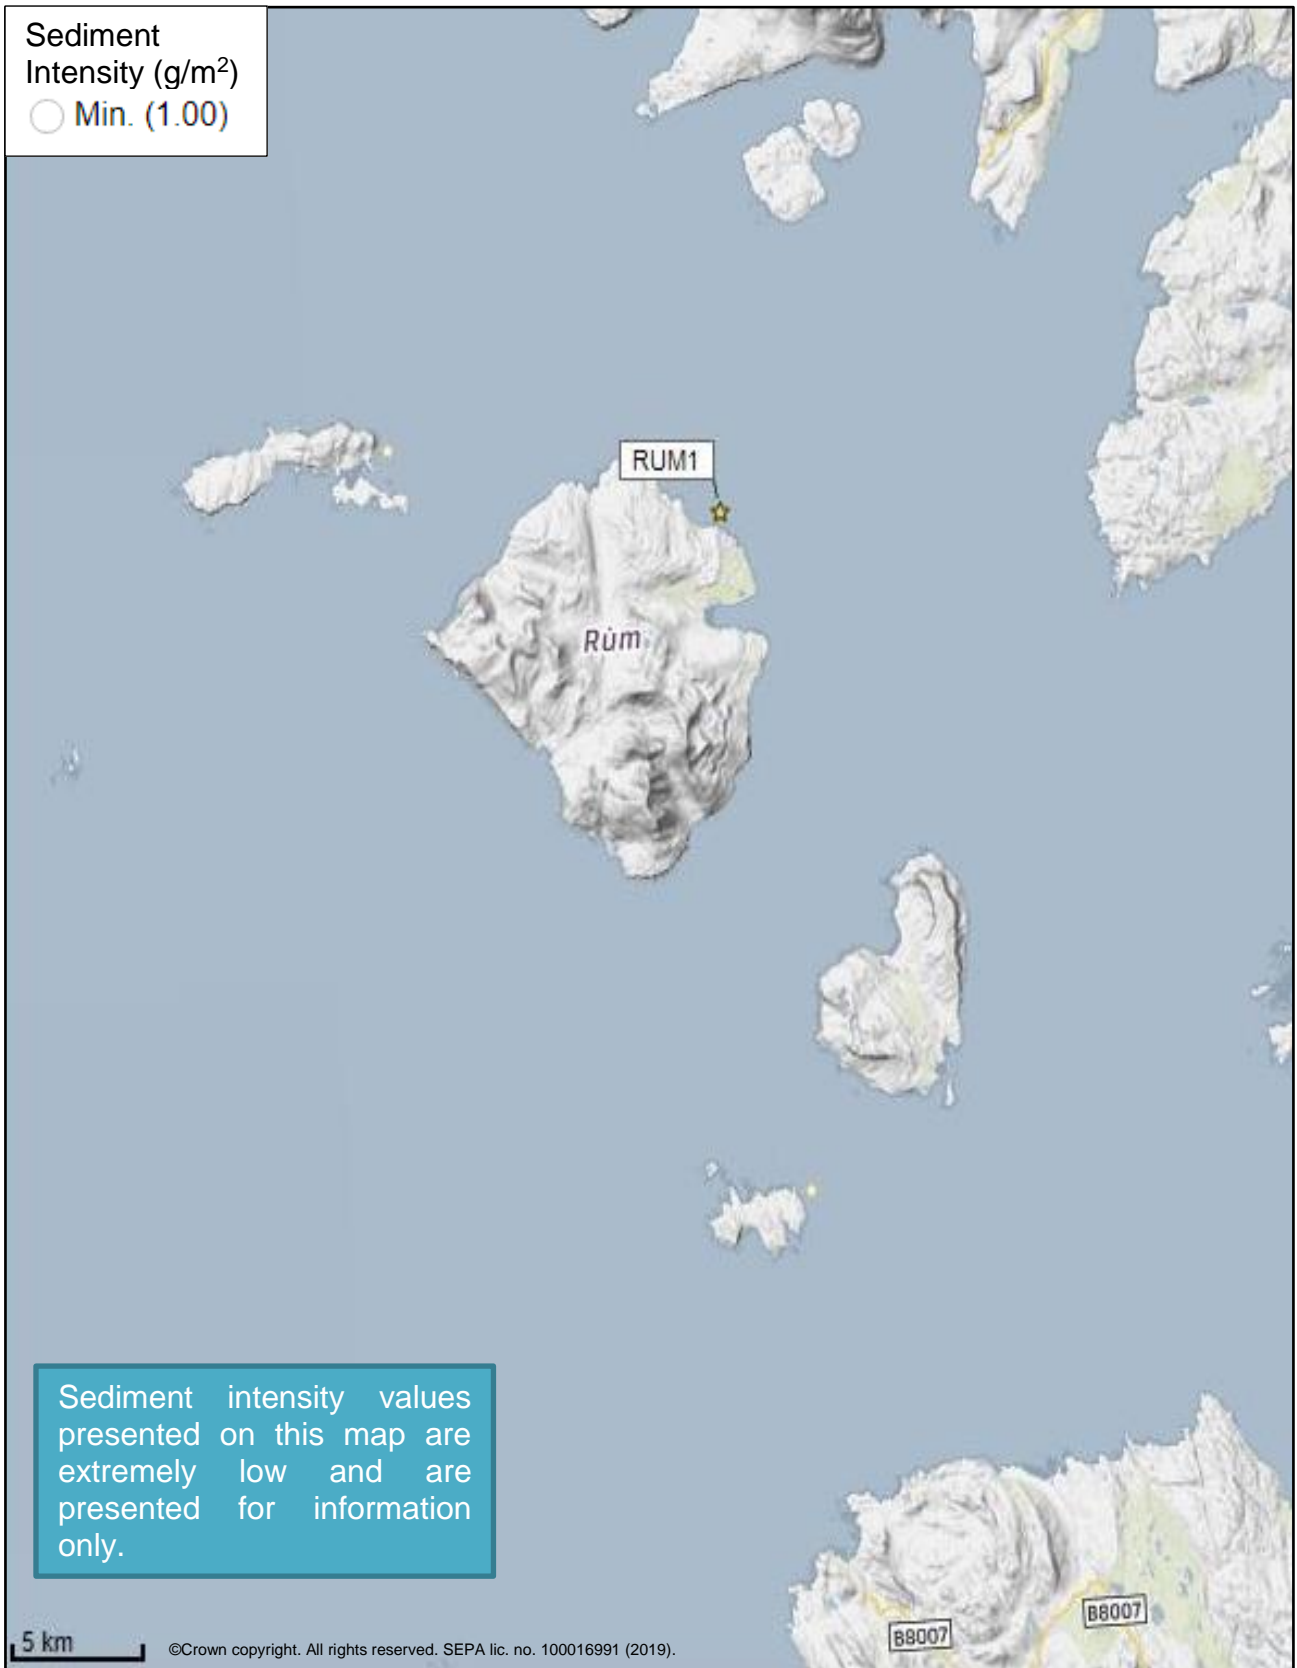 Sediment
Intensity (g/m²)
Min. (1.00)
RUM1
Rùm
Sediment intensity values
presented on this map are
extremely low and are
presented for information
only.
B8007
B8007
5 km
©Crown copyright. All rights reserved. SEPA lic. no. 100016991 (2019).